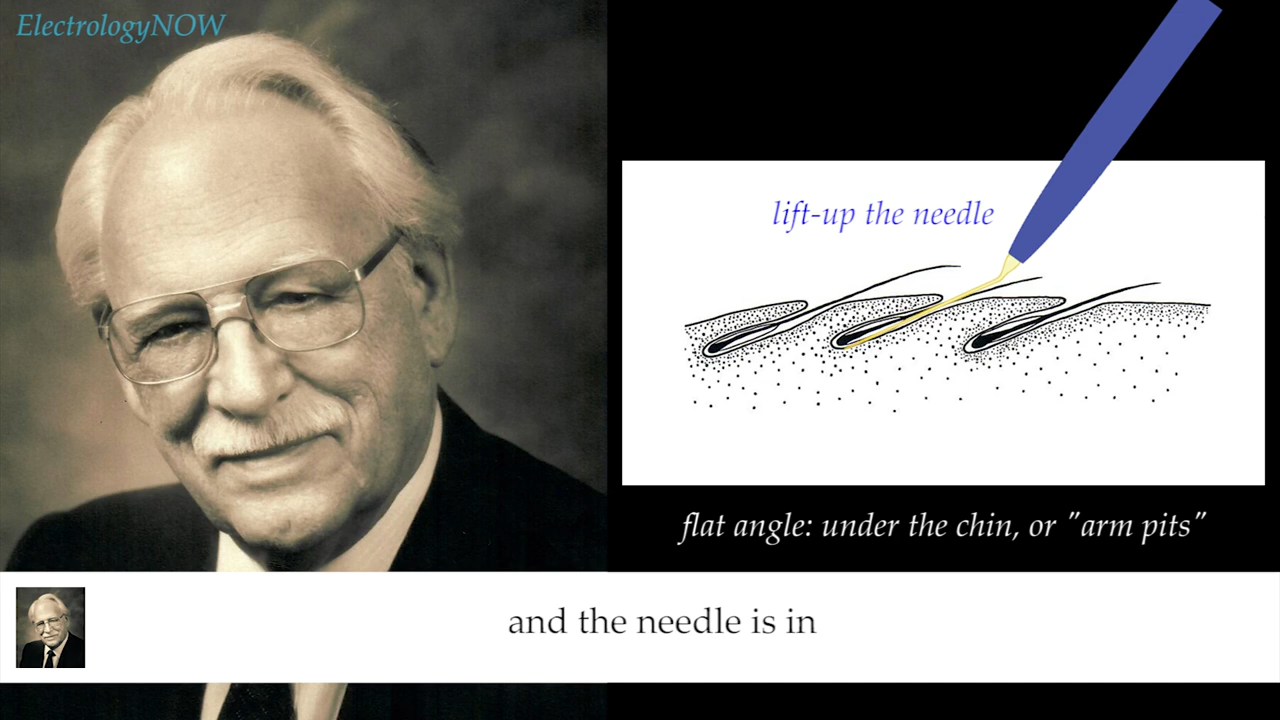 ElectrologyNOW
lift-up the needle
flat angle: under the chin, or "arm pits"
and the needle is in